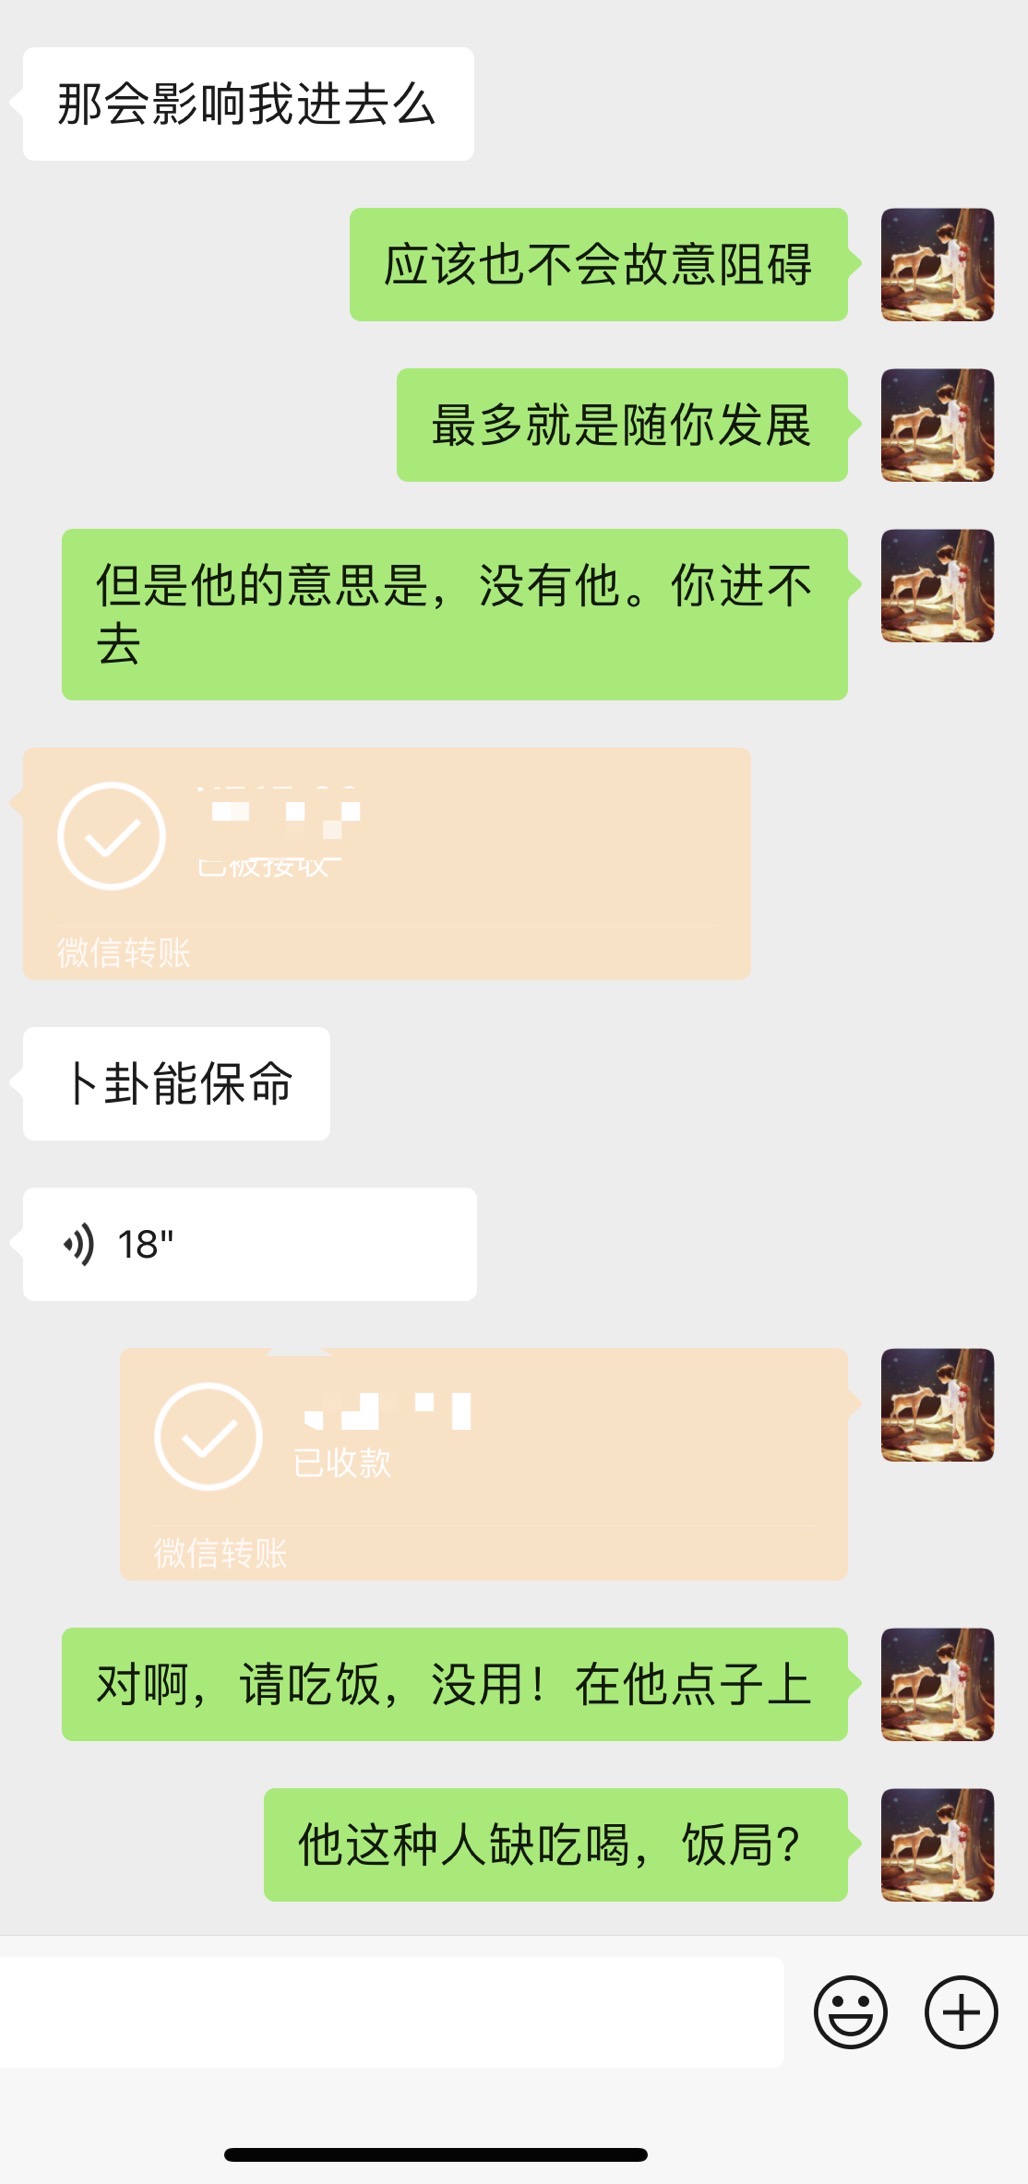 那会影响我进去么
应该也不会故意阻碍
最多就是随你发展
但是他的意思是，没有他。你进不
去
已被接收
微信转账
卜卦能保命
18"
已收款
微信转账
对啊，请吃饭，没用！在他点子上
他这种人缺吃喝，饭局?